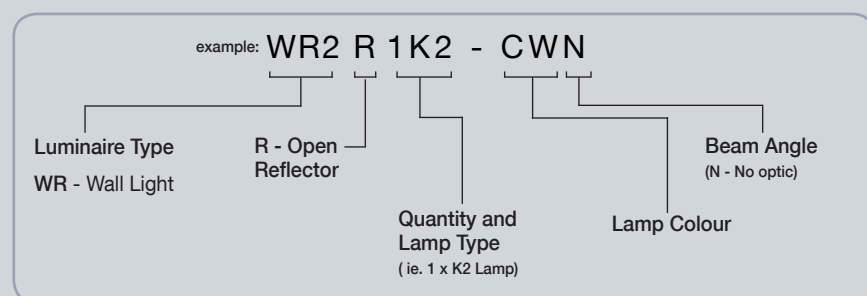 example: WR2 R 1K2 - CWN
Luminaire Type
WR - Wall Light
R - Open
Reflector
Quantity and
Lamp Type
( ie. 1 x K2 Lamp)
Lamp Colour
Beam Angle
(N - No optic)